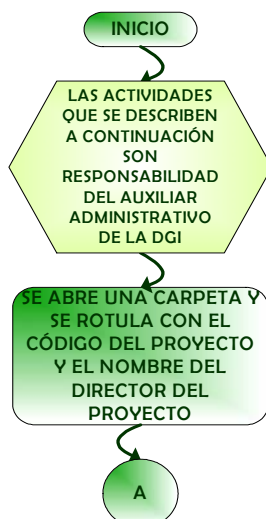 INICIO
LAS ACTIVIDADES
QUE SE DESCRIBEN
A CONTINUACIÓN
SON
RESPONSABILIDAD
DEL AUXILIAR
ADMINISTRATIVO
DE LA DGI
SE ABRE UNA CARPETA Y
SE ROTULA CON EL
CÓDIGO DEL PROYECTO
Y EL NOMBRE DEL
DIRECTOR DEL
PROYECTO
A